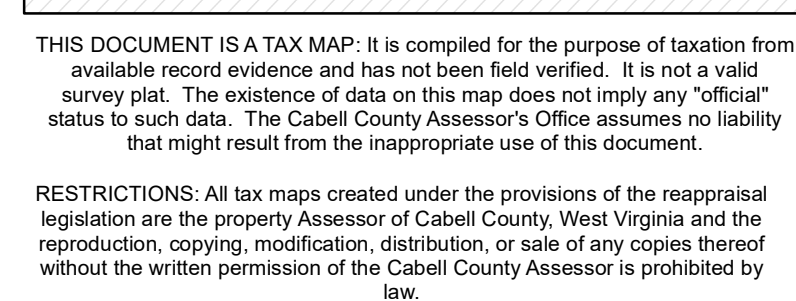 THIS DOCUMENT IS A TAX MAP: It is compiled for the purpose of taxation from
available record evidence and has not been field verified.  It is not a valid
survey plat.  The existence of data on this map does not imply any "official"
status to such data.  The Cabell County Assessor's Office assumes no liability
that might result from the inappropriate use of this document.
RESTRICTIONS: All tax maps created under the provisions of the reappraisal
legislation are the property Assessor of Cabell County, West Virginia and the
reproduction, copying, modification, distribution, or sale of any copies thereof
without the written permission of the Cabell County Assessor is prohibited by
law.